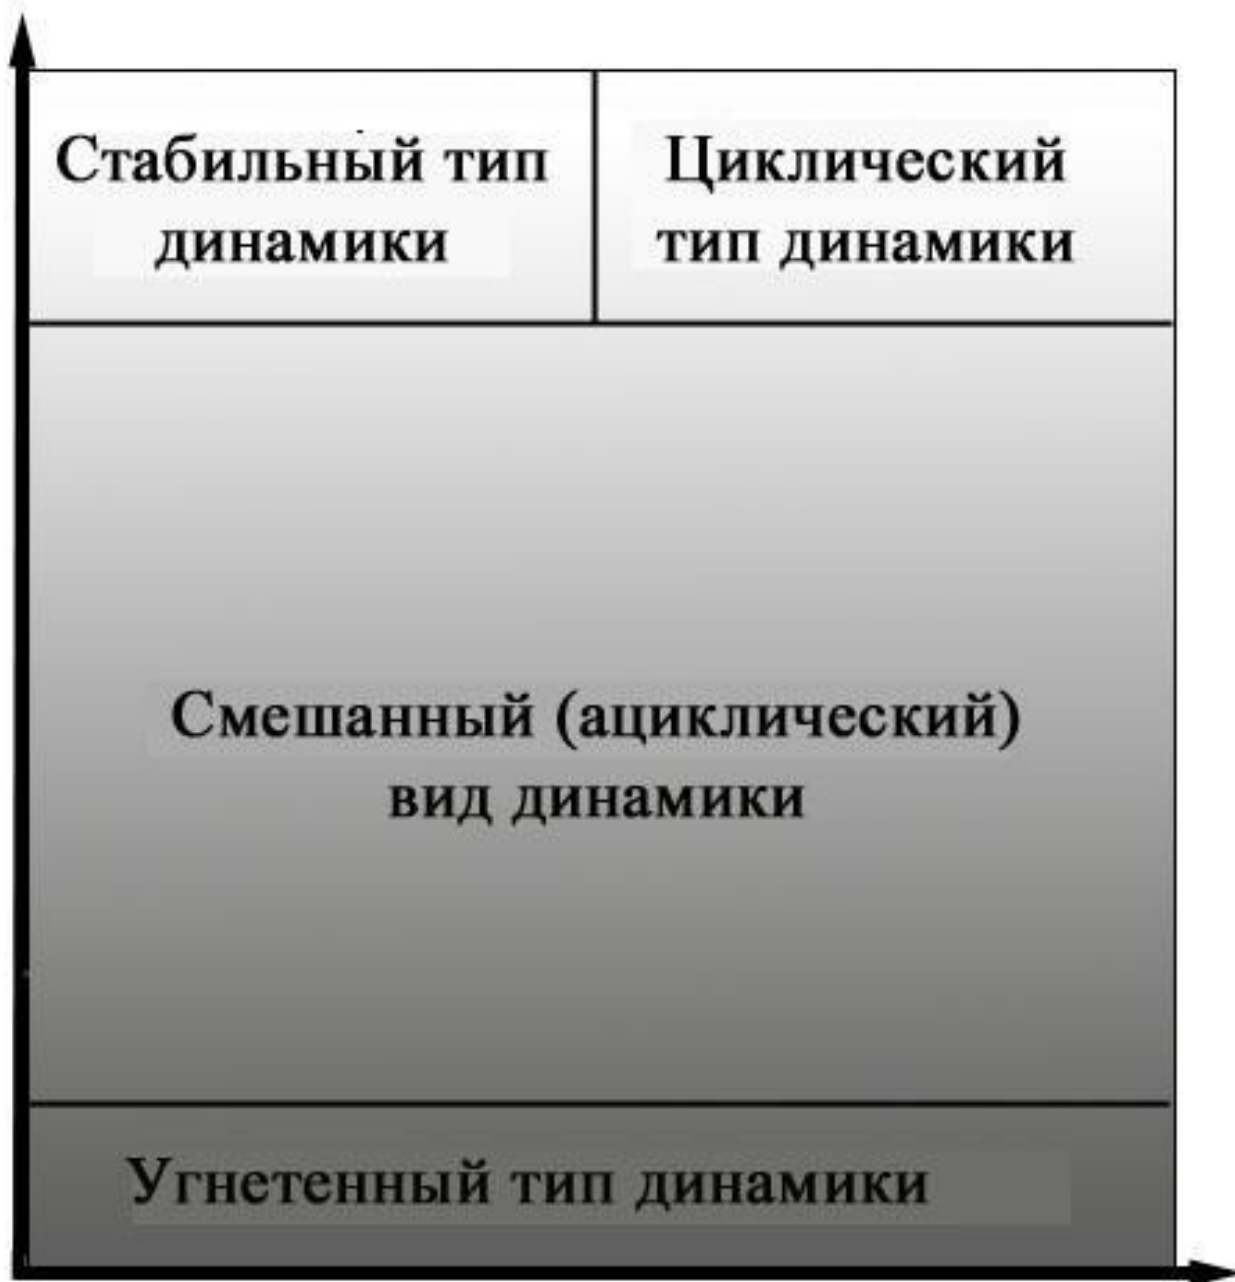 Стабильный тип
динамики
Циклический
тип динамики
Смешанный (ациклический)
вид динамики
Угнетенный тип динамики